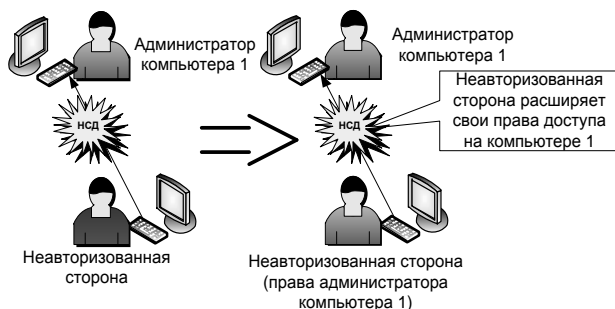 Администратор
компьютера 1
НСД
Неавторизованная
сторона
Администратор
компьютера 1
Неавторизованная
сторона расширяет
свои права доступа
на компьютере 1
НСД
Неавторизованная сторона
(права администратора
компьютера 1)